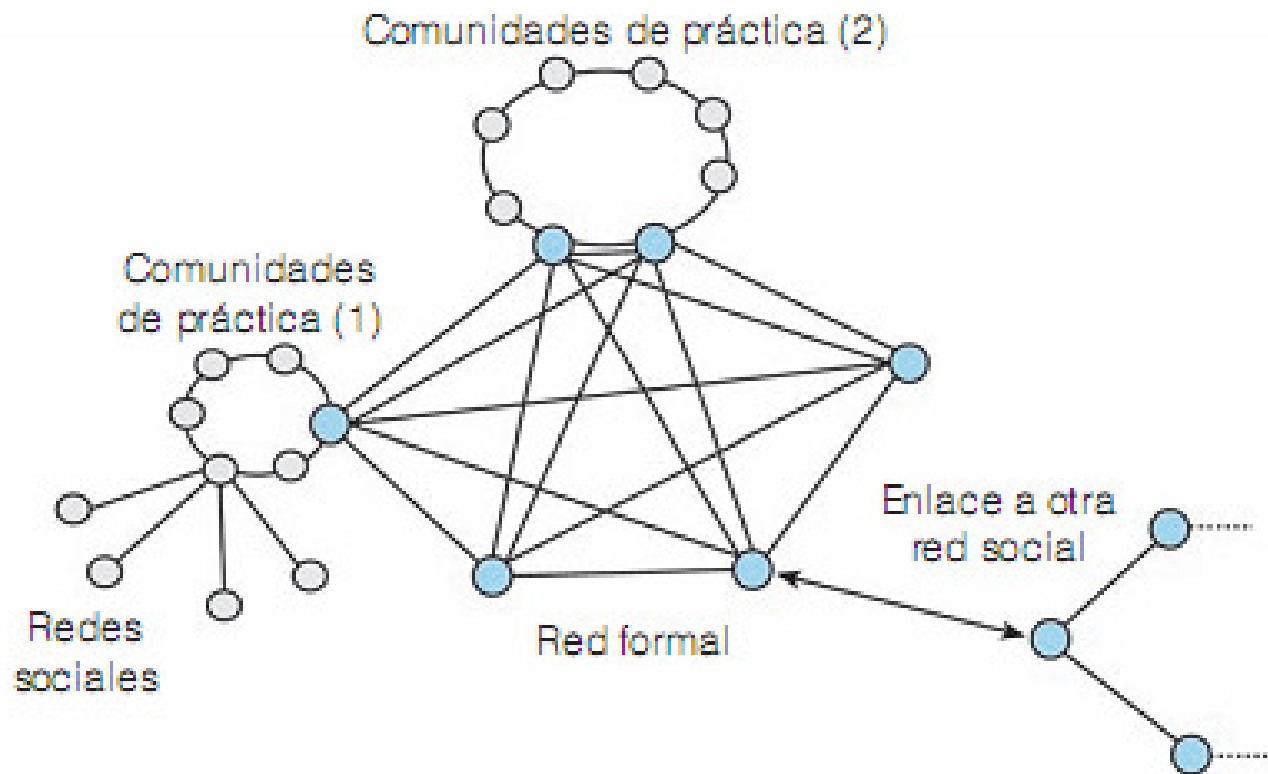 Comunidades de práctica (2)
Comunidades
de práctica (1)
Enlace a otra
red social
Redes
sociales
Red formal